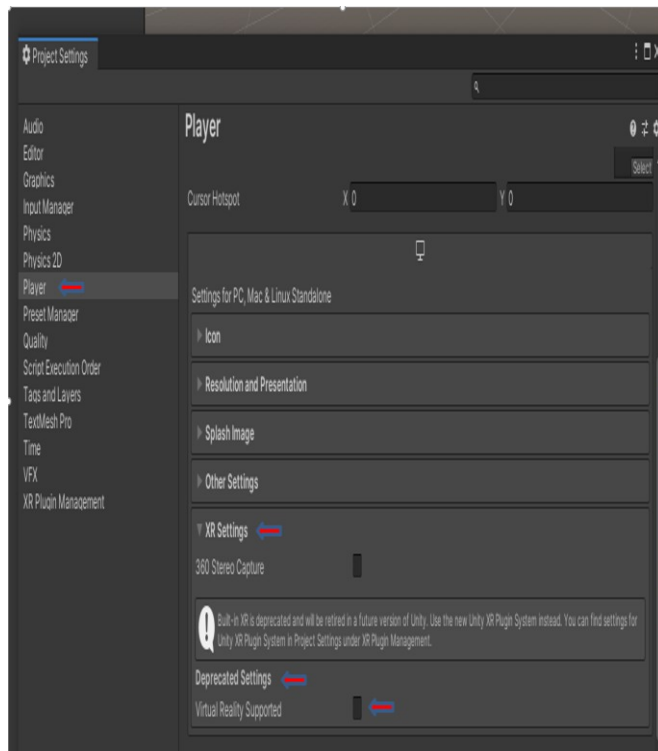 Project Settings
Audio
Editor
Graphics
Input Manager
Physics
Physics 2D
Player
Preset Manager
Quality
Script Execution Order
Tags and Layers
TextMesh Pro
Time
VFX
XR Plugin Management
Player
Select
Cursor Hotspot X 0 Y 0
Settings for PC, Mac & Linux Standalone
Icon
Resolution and Presentation
Splash Image
Other Settings
XR Settings
360 Stereo Capture
Built-in XR is deprecated and will be retired in a future version of Unity. Use the new Unity XR Plugin System instead. You can find settings for
Unity XR Plugin System in Project Settings under XR Plugin Management.
Deprecated Settings
Virtual Reality Supported